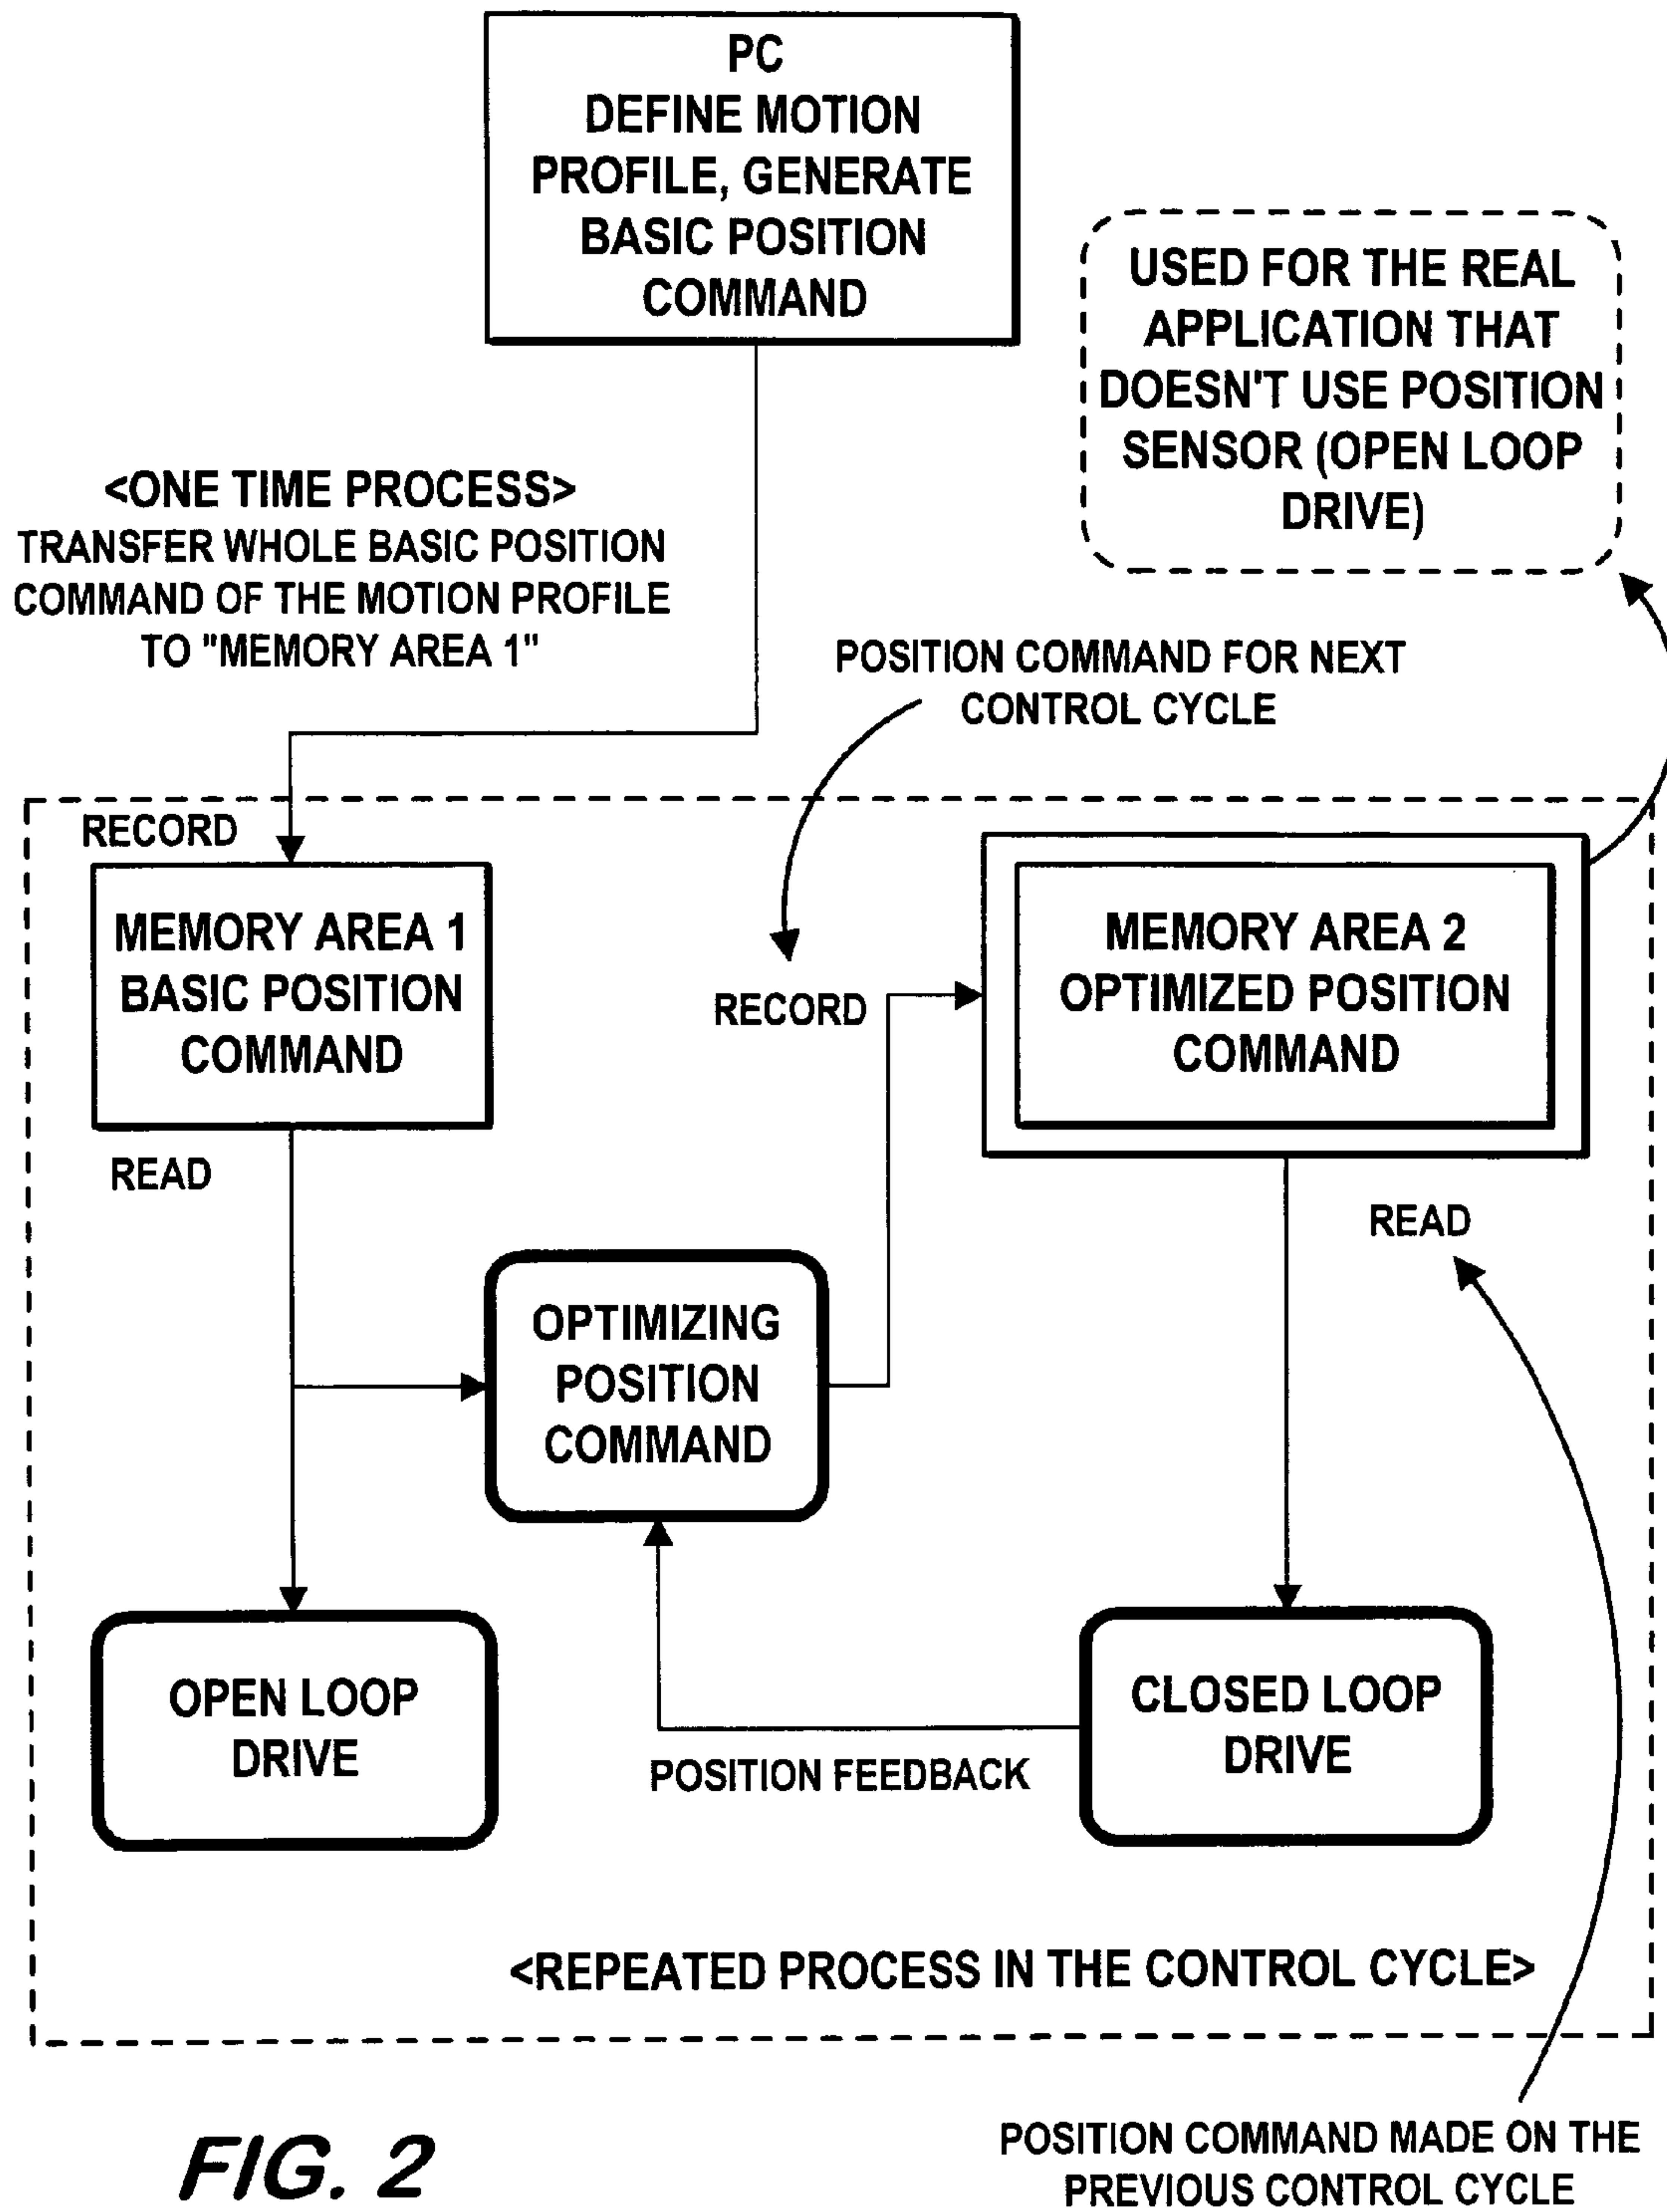 PC
DEFINE MOTION
PROFILE, GENERATE
BASIC POSITION
COMMAND
USED FOR THE REAL
APPLICATION THAT
DOESN'T USE POSITION
SENSOR (OPEN LOOP
DRIVE)
<ONE TIME PROCESS>
TRANSFER WHOLE BASIC POSITION
COMMAND OF THE MOTION PROFILE
TO "MEMORY AREA 1"
POSITION COMMAND FOR NEXT
CONTROL CYCLE
RECORD
MEMORY AREA 1
BASIC POSITION
COMMAND
RECORD
MEMORY AREA 2
OPTIMIZED POSITION
COMMAND
READ
READ
OPTIMIZING
POSITION
COMMAND
OPEN LOOP
DRIVE
POSITION FEEDBACK
CLOSED LOOP
DRIVE
<REPEATED PROCESS IN THE CONTROL CYCLE>
FIG. 2
POSITION COMMAND MADE ON THE
PREVIOUS CONTROL CYCLE